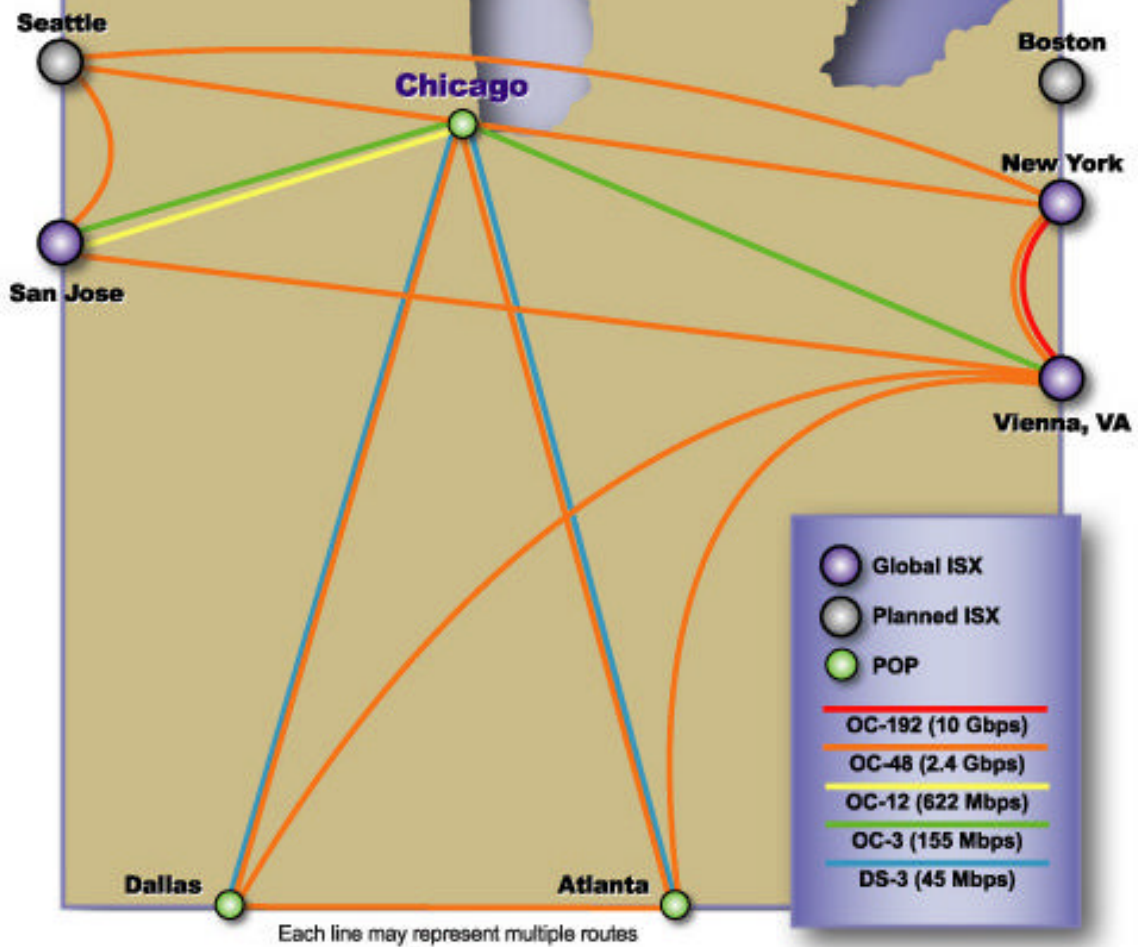 Seattle
Boston
Chicago
New York
San Jose
Vienna, VA
Global ISX
Planned ISX
POP
OC-192 (10 Gbps)
OC-48 (2.4 Gbps)
OC-12 (622 Mbps)
OC-3 (155 Mbps)
DS-3 (45 Mbps)
Dallas
Atlanta
Each line may represent multiple routes